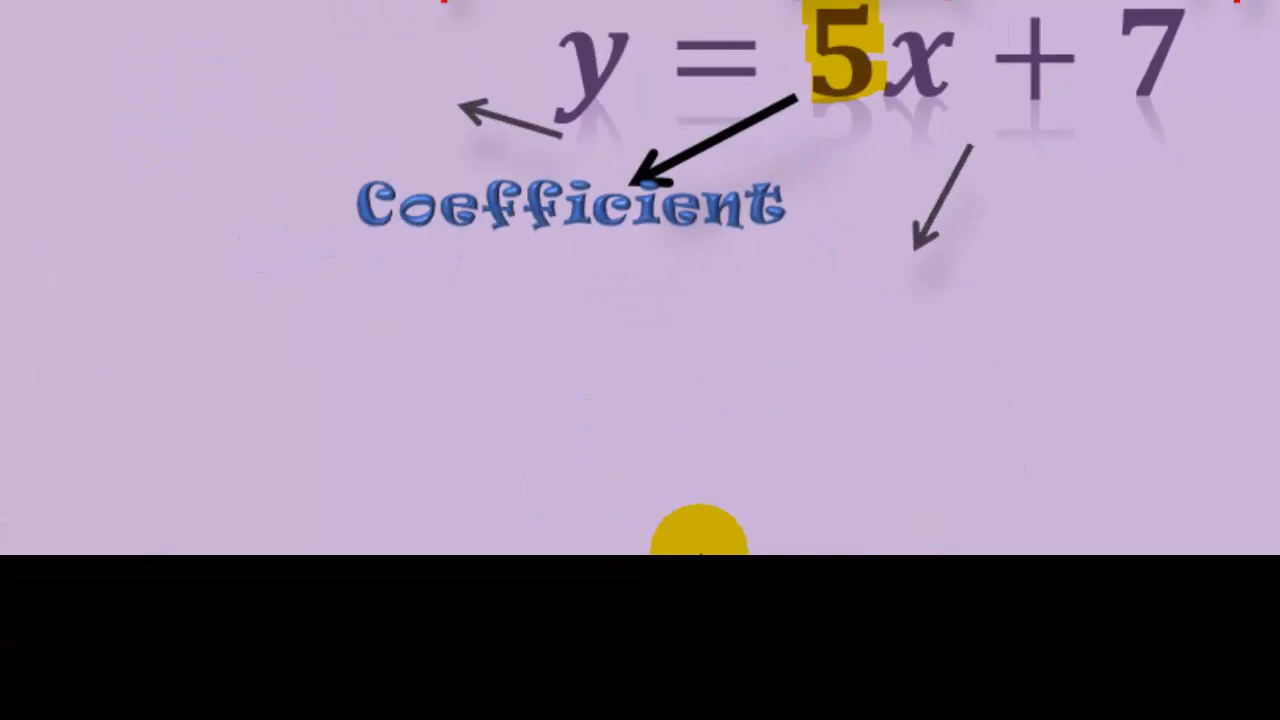 y = 5x + 7
Coefficient